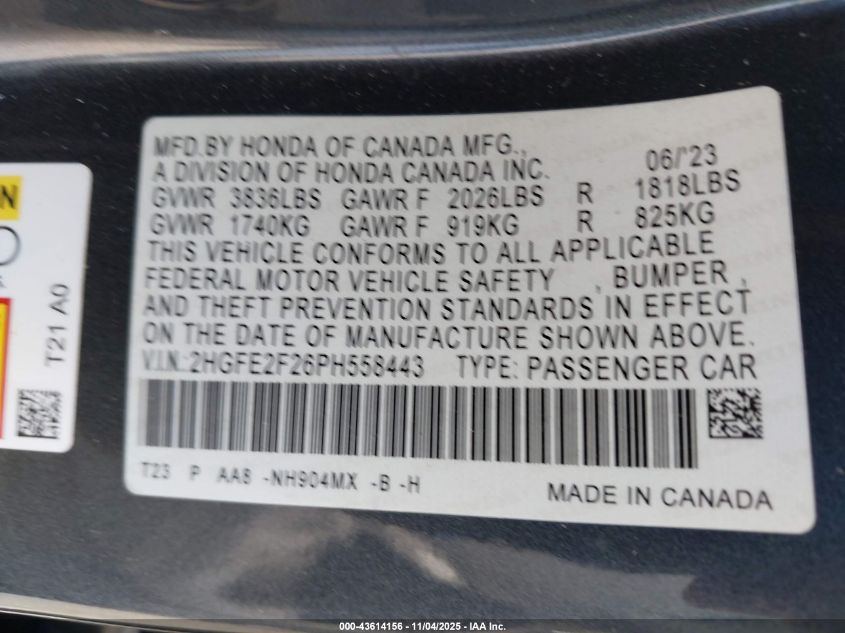 MFD.BY HONDA OF CANADA MFG.,
A DIVISION OF HONDA CANADA INC. 06/'23
GVWR 3836LBS GAWR F 2026LBS R 1818LBS
GVWR 1740KG GAWR F 919KG R 825KG
THIS VEHICLE CONFORMS TO ALL APPLICABLE
FEDERAL MOTOR VEHICLE SAFETY , BUMPER ,
AND THEFT PREVENTION STANDARDS IN EFFECT
ON THE DATE OF MANUFACTURE SHOWN ABOVE.
V.I.N.:2HGFE2F26PH558443 TYPE: PASSENGER CAR
T23 P AA8 -NH904MX -B -H
MADE IN CANADA
T21 A0
000-43614156 - 11/04/2025 - IAA Inc.